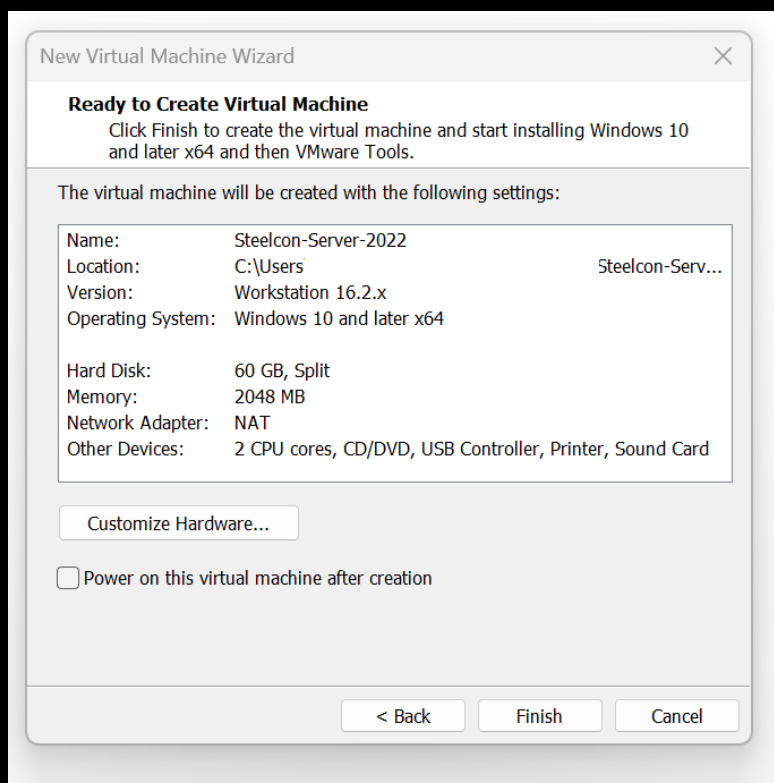 New Virtual Machine Wizard
Ready to Create Virtual Machine
Click Finish to create the virtual machine and start installing Windows 10
and later x64 and then VMware Tools.
The virtual machine will be created with the following settings:
Name: Steelcon-Server-2022
Location: C:\Users Steelcon-Serv...
Version: Workstation 16.2.x
Operating System: Windows 10 and later x64
Hard Disk: 60 GB, Split
Memory: 2048 MB
Network Adapter: NAT
Other Devices: 2 CPU cores, CD/DVD, USB Controller, Printer, Sound Card
Customize Hardware...
Power on this virtual machine after creation
< Back Finish Cancel